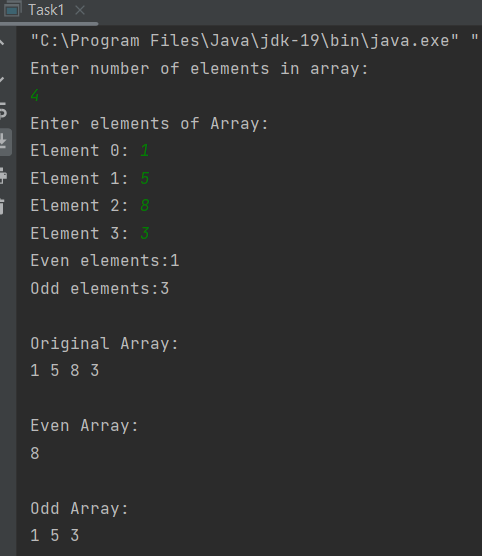 Task1
"C:\Program Files\Java\jdk-19\bin\java.exe" "
Enter number of elements in array:
4
Enter elements of Array:
Element 0: 1
Element 1: 5
Element 2: 8
Element 3: 3
Even elements:1
Odd elements:3
Original Array:
1 5 8 3
Even Array:
8
Odd Array:
1 5 3